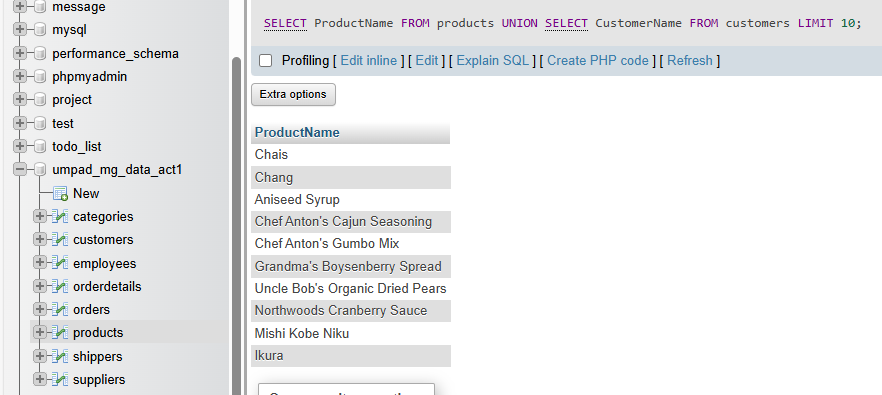 message
mysql
performance_schema
phpmyadmin
project
test
todo_list
umpad_mg_data_act1
New
categories
customers
employees
orderdetails
orders
products
shippers
suppliers
SELECT ProductName FROM products UNION SELECT CustomerName FROM customers LIMIT 10;
Profiling [ Edit inline ] [ Edit ] [ Explain SQL ] [ Create PHP code ] [ Refresh ]
Extra options
ProductName
Chais
Chang
Aniseed Syrup
Chef Anton's Cajun Seasoning
Chef Anton's Gumbo Mix
Grandma's Boysenberry Spread
Uncle Bob's Organic Dried Pears
Northwoods Cranberry Sauce
Mishi Kobe Niku
Ikura